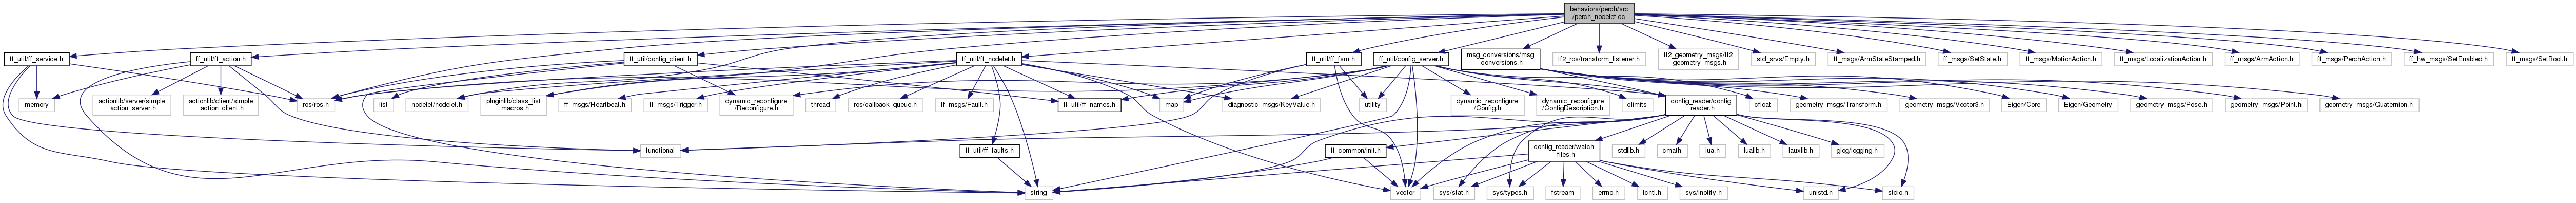 behaviors/perch/src
/perch_nodelet.cc
ff_util/ff_service.h
ff_util/ff_action.h
ff_util/config_client.h
ff_util/ff_nodelet.h
ff_util/ff_fsm.h
ff_util/config_server.h
msg_conversions/msg
_conversions.h
tf2_ros/transform_listener.h
tf2_geometry_msgs/tf2
_geometry_msgs.h
std_srvs/Empty.h
ff_msgs/ArmStateStamped.h
ff_msgs/SetState.h
ff_msgs/MotionAction.h
ff_msgs/LocalizationAction.h
ff_msgs/ArmAction.h
ff_msgs/PerchAction.h
ff_hw_msgs/SetEnabled.h
ff_msgs/SetBool.h
memory
actionlib/server/simple
_action_server.h
actionlib/client/simple
_action_client.h
ros/ros.h
list
nodelet/nodelet.h
pluginlib/class_list
_macros.h
ff_msgs/Heartbeat.h
ff_msgs/Trigger.h
dynamic_reconfigure
/Reconfigure.h
thread
ros/callback_queue.h
ff_msgs/Fault.h
ff_util/ff_names.h
map
diagnostic_msgs/KeyValue.h
utility
dynamic_reconfigure
/Config.h
dynamic_reconfigure
/ConfigDescription.h
climits
config_reader/config
_reader.h
cfloat
geometry_msgs/Transform.h
geometry_msgs/Vector3.h
Eigen/Core
Eigen/Geometry
geometry_msgs/Pose.h
geometry_msgs/Point.h
geometry_msgs/Quaternion.h
functional
ff_util/ff_faults.h
ff_common/init.h
config_reader/watch
_files.h
stdlib.h
cmath
lua.h
lualib.h
lauxlib.h
glog/logging.h
string
vector
sys/stat.h
sys/types.h
fstream
errno.h
fcntl.h
sys/inotify.h
unistd.h
stdio.h